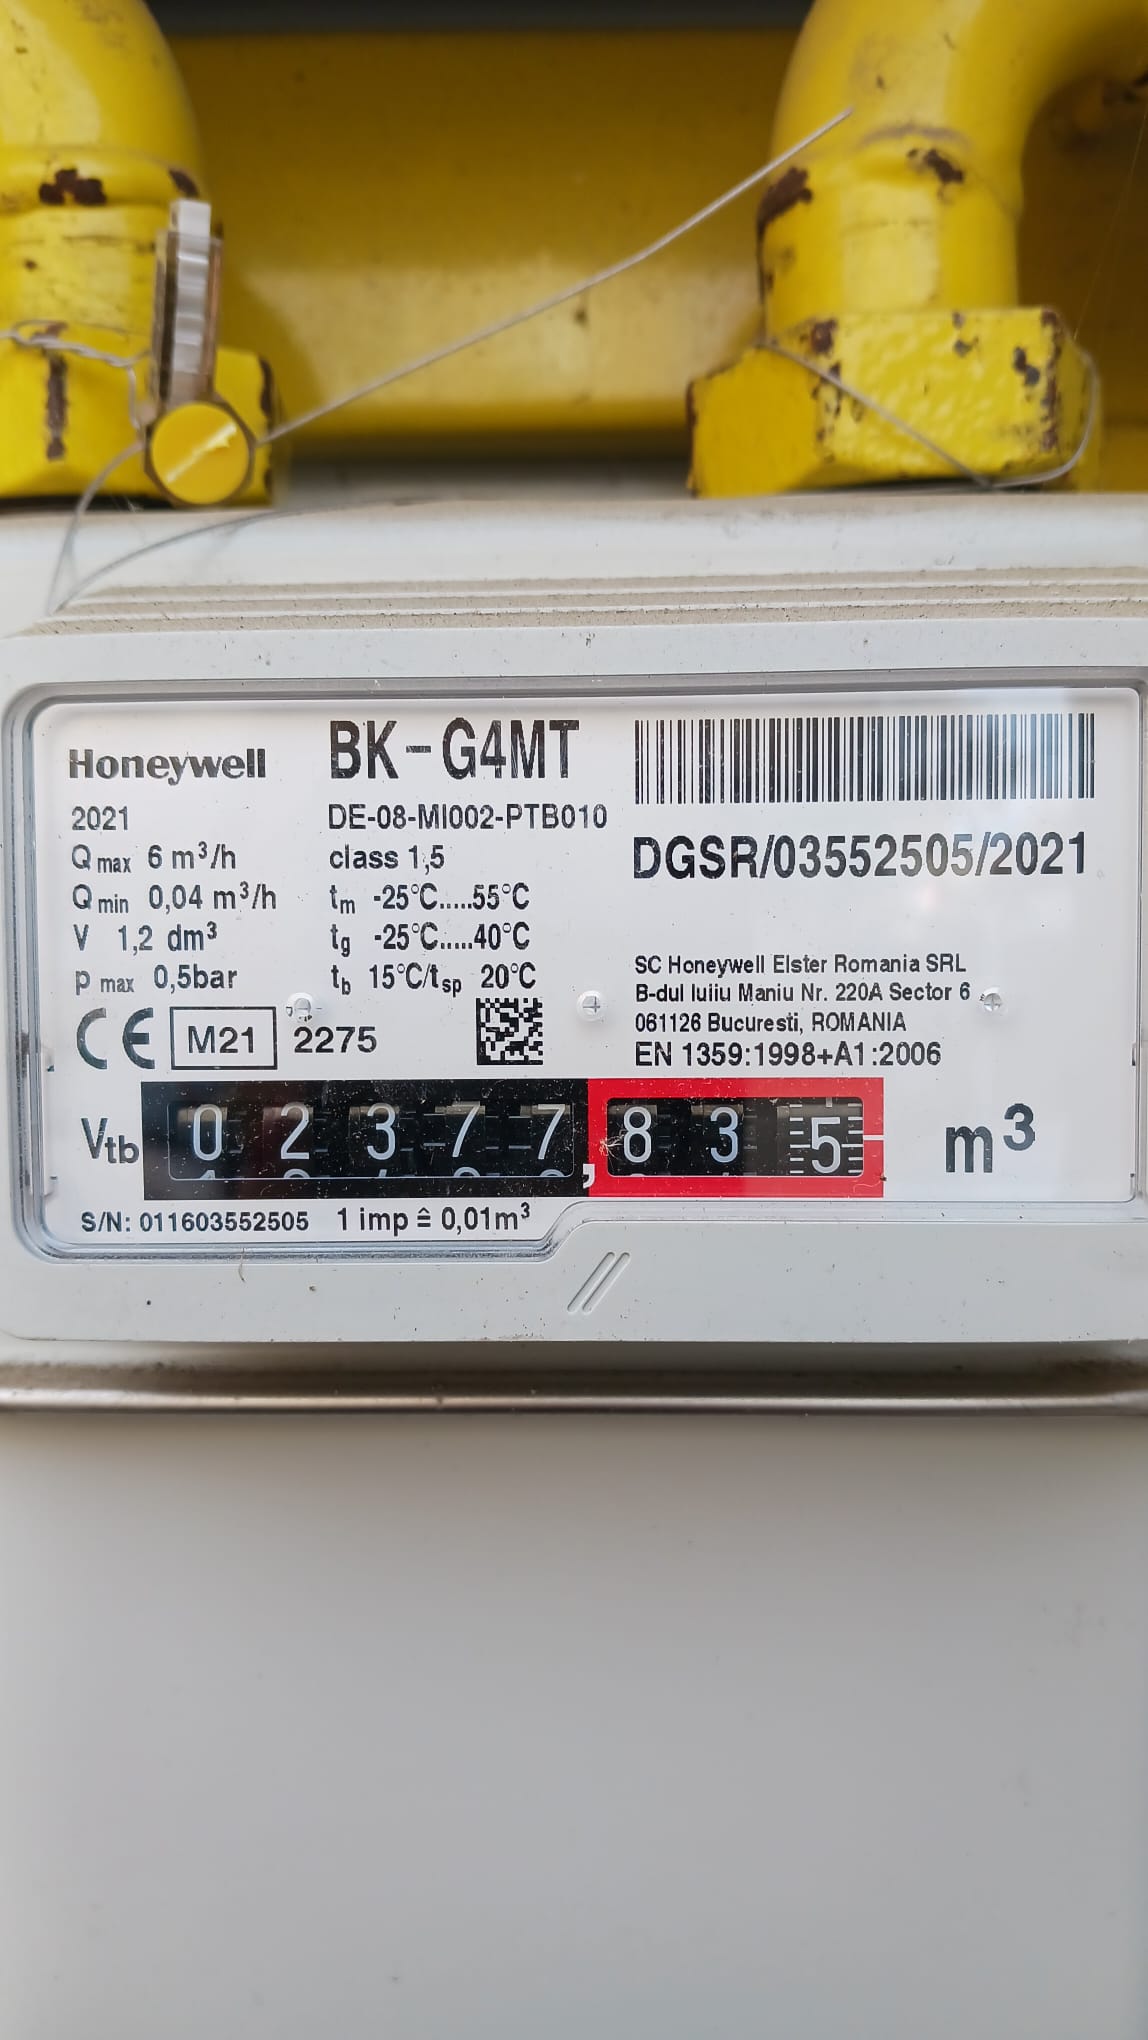 Honeywell
BK-G4MT
2021
DE-08-MI002-PTB010
Q max 6 m³/h
class 1,5
DGSR/03552505/2021
Q min 0,04 m³/h
tm -25°C.....55°C
V 1,2 dm³
tg -25°C.....40°C
p max 0,5bar
tb 15°C/tsp 20°C
SC Honeywell Elster Romania SRL
B-dul Iuliu Maniu Nr. 220A Sector 6
061126 Bucuresti, ROMANIA
EN 1359:1998+A1:2006
CE M21 2275
Vtb 02377,835 m³
S/N: 011603552505 1 imp ≙ 0,01m³